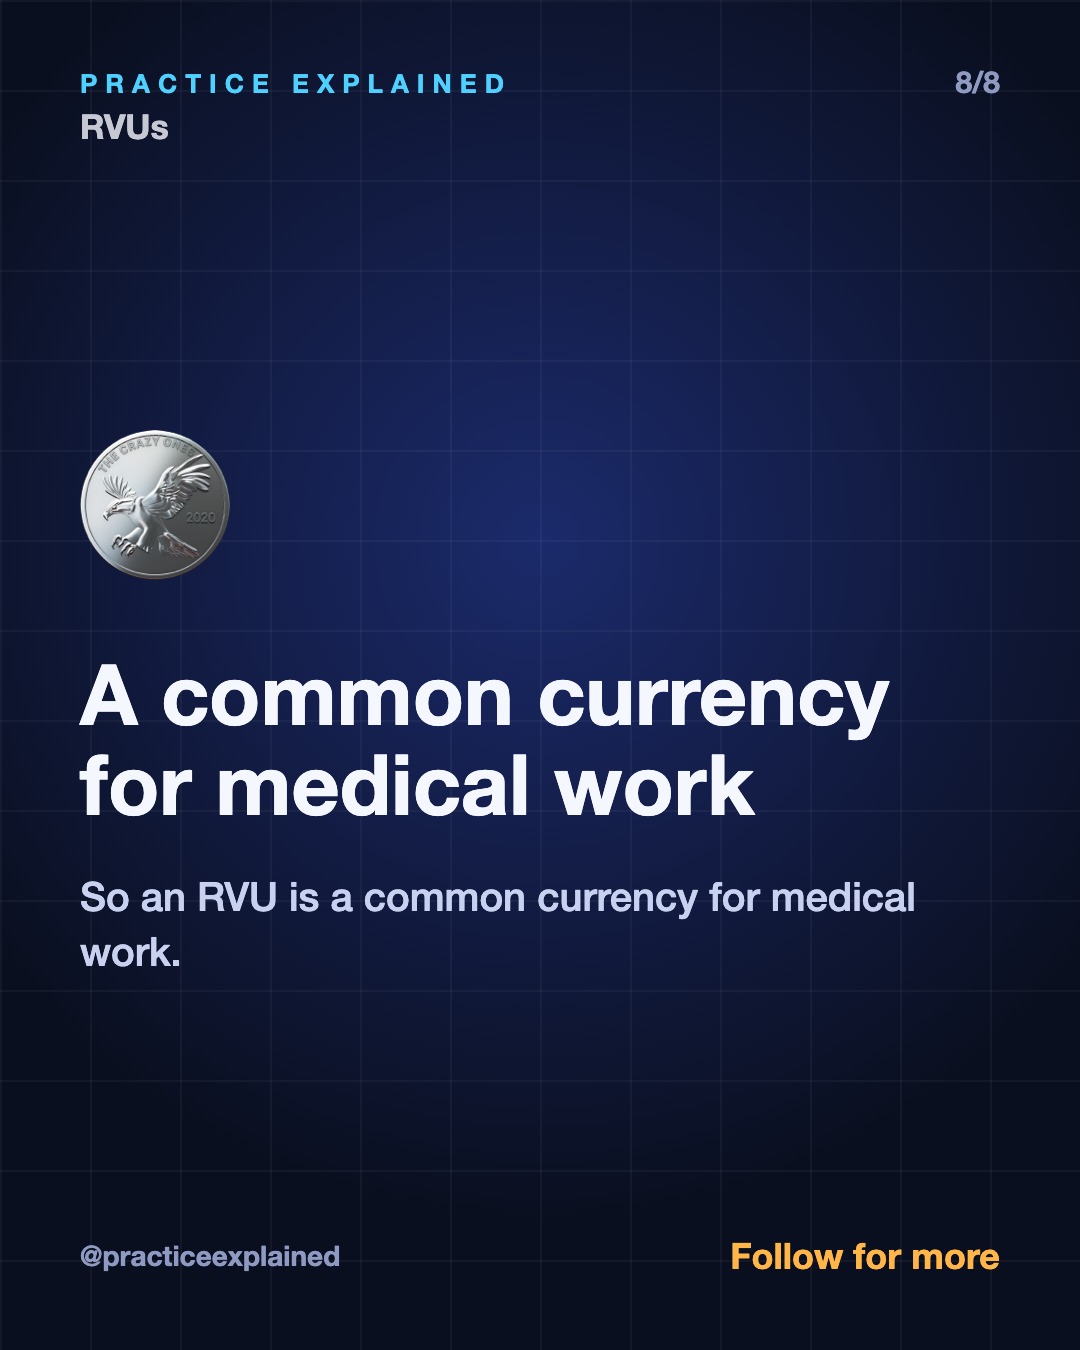 PRACTICE EXPLAINED
8/8
RVUs
THE CRAZY ONES
2020
A common currency
for medical work
So an RVU is a common currency for medical
work.
@practiceexplained
Follow for more